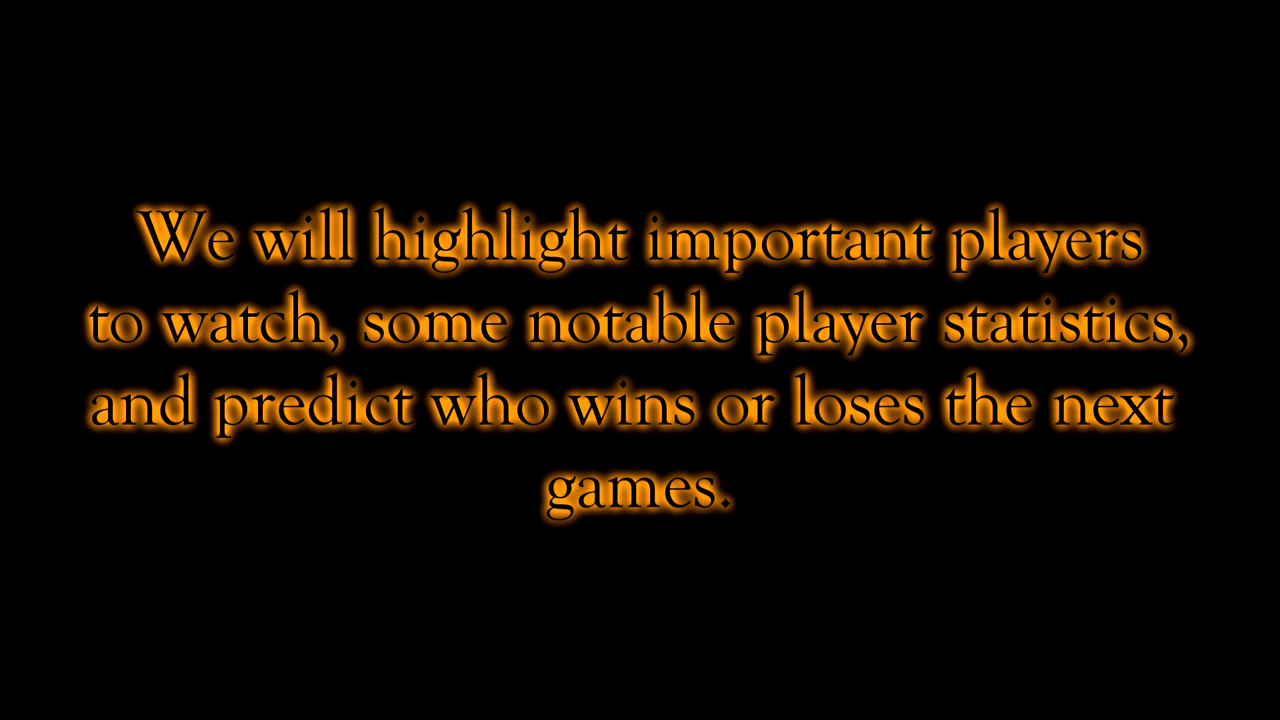 We will highlight important players
to watch, some notable player statistics,
and predict who wins or loses the next
games.